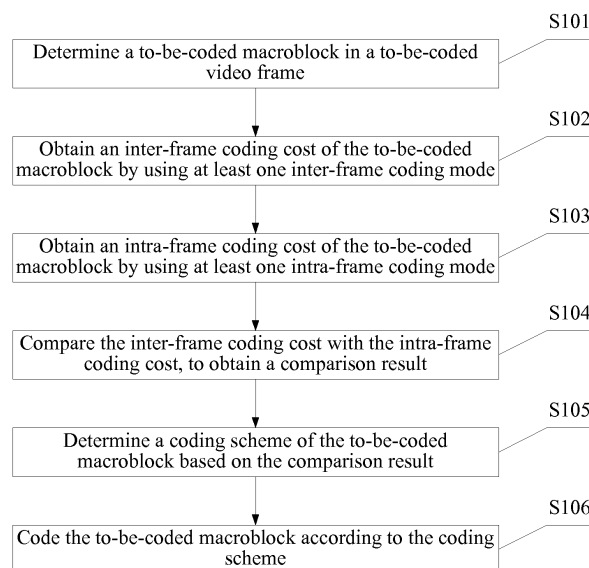 S101
Determine a to-be-coded macroblock in a to-be-coded
video frame
S102
Obtain an inter-frame coding cost of the to-be-coded
macroblock by using at least one inter-frame coding mode
S103
Obtain an intra-frame coding cost of the to-be-coded
macroblock by using at least one intra-frame coding mode
S104
Compare the inter-frame coding cost with the intra-frame
coding cost, to obtain a comparison result
S105
Determine a coding scheme of the to-be-coded
macroblock based on the comparison result
S106
Code the to-be-coded macroblock according to the coding
scheme